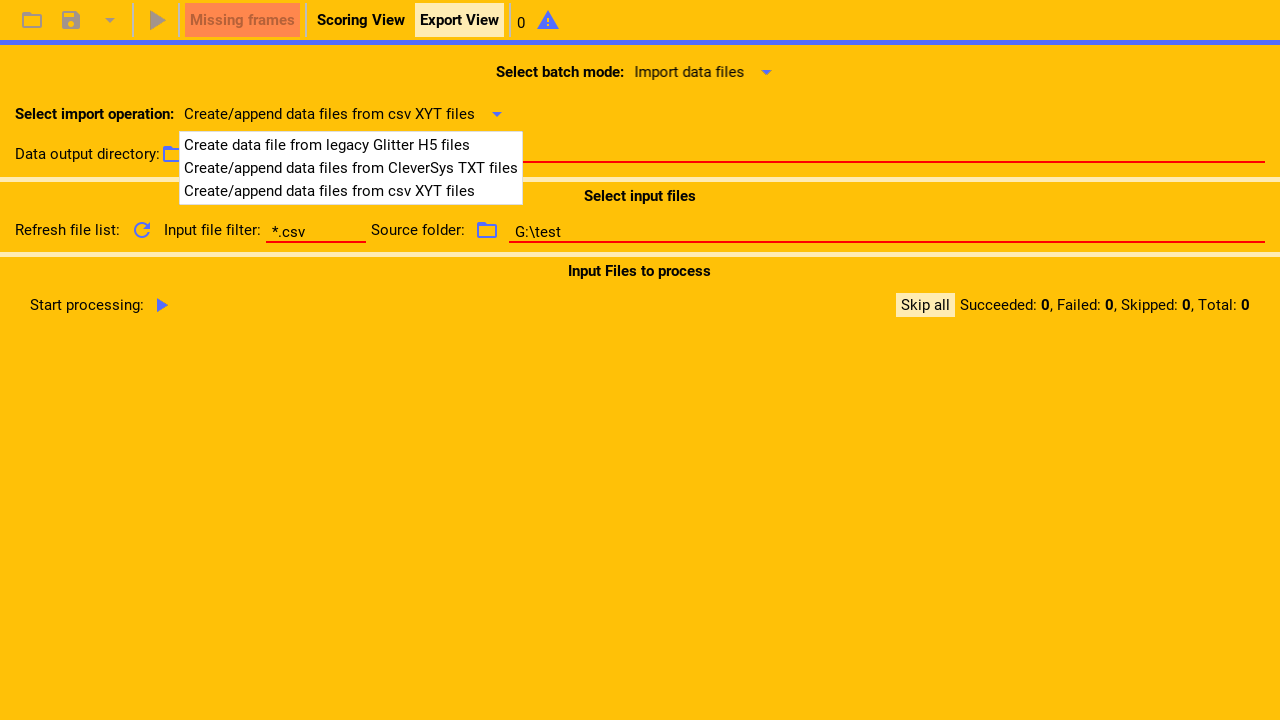 Missing frames Scoring View Export View 0
Select batch mode: Import data files
Select import operation: Create/append data files from csv XYT files
Create data file from legacy Glitter H5 files
Data output directory:
Create/append data files from CleverSys TXT files
Create/append data files from csv XYT files
Select input files
Refresh file list: Input file filter: *.csv Source folder: G:\test
Input Files to process
Start processing: Skip all Succeeded: 0, Failed: 0, Skipped: 0, Total: 0